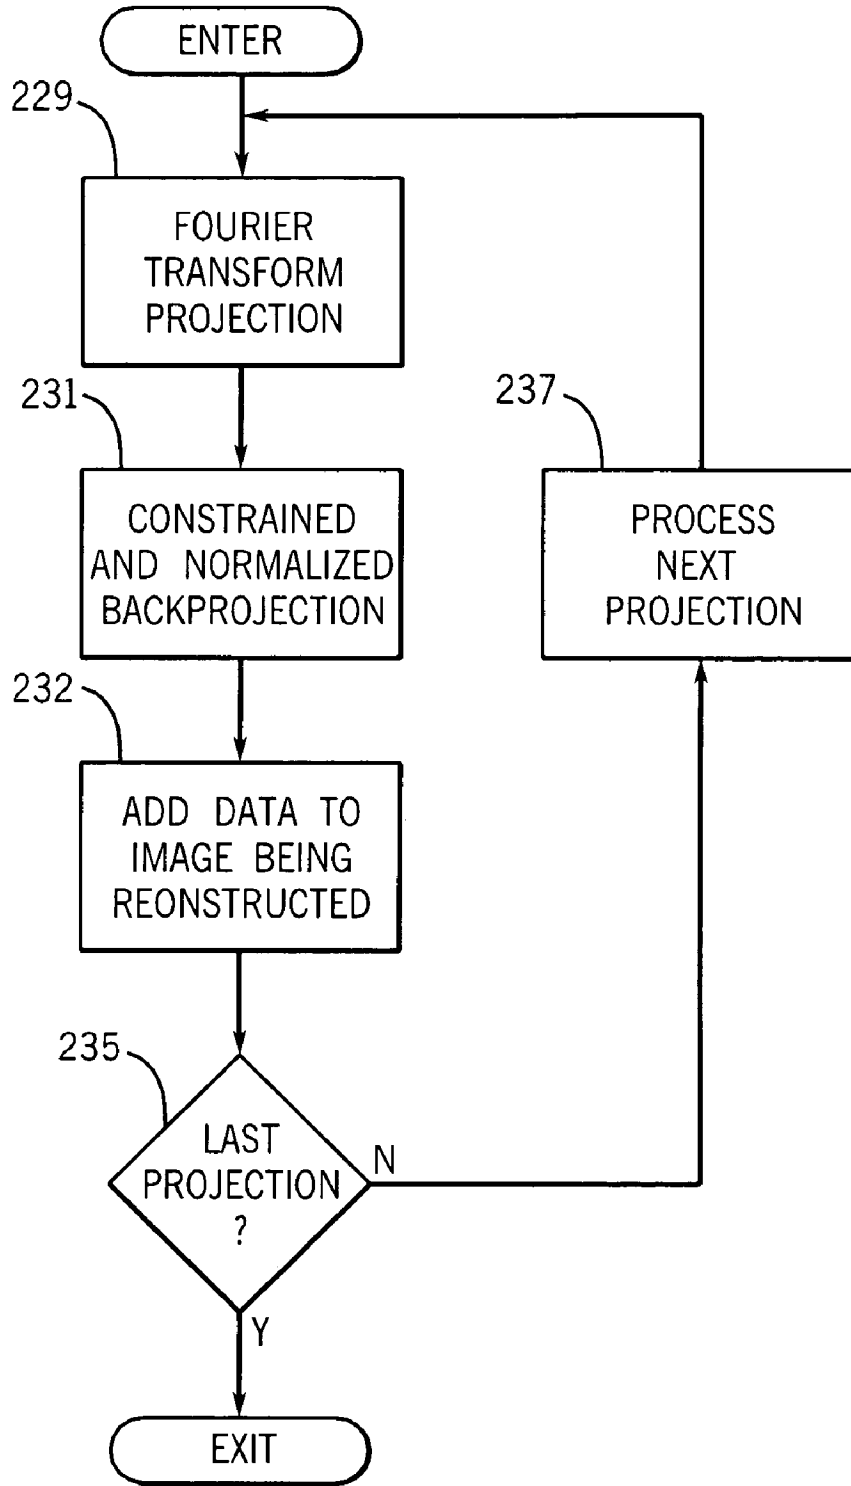 ENTER
229
FOURIER
TRANSFORM
PROJECTION
231
CONSTRAINED
AND NORMALIZED
BACKPROJECTION
237
PROCESS
NEXT
PROJECTION
232
ADD DATA TO
IMAGE BEING
REONSTRUCTED
235
LAST
PROJECTION
?
N
Y
EXIT